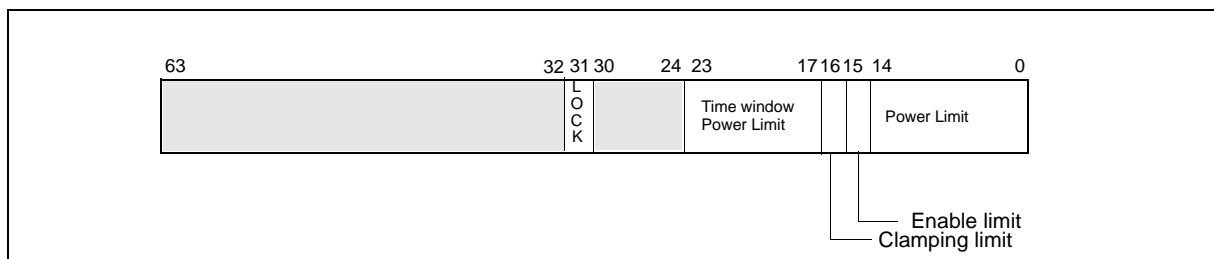 63 32 31 30 24 23 17 16 15 14 0
LOCK
Time window
Power Limit
Power Limit
Enable limit
Clamping limit